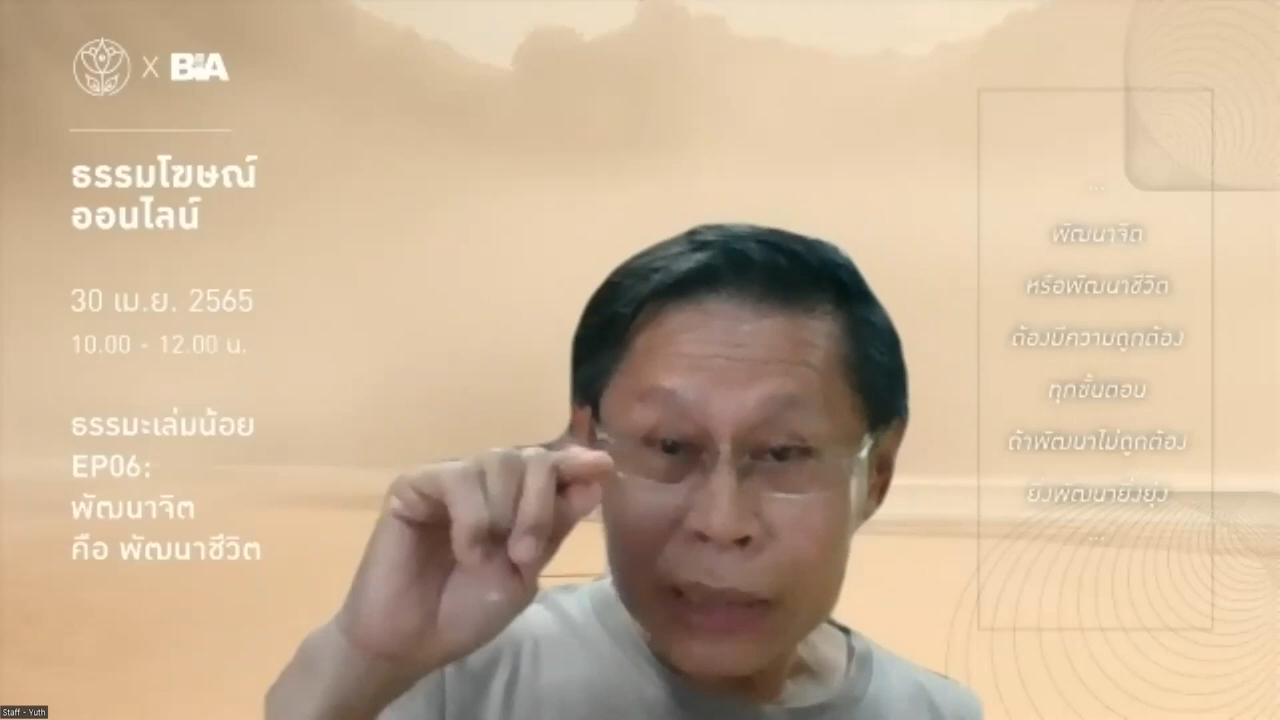 X BIA
ธรรมโฆษณ์
ออนไลน์
30 เม.ย. 2565
10.00 - 12.00 น.
ธรรมะเล่มน้อย
EP06:
พัฒนาจิต
คือ พัฒนาชีวิต
...
พัฒนาจิต
หรือพัฒนาชีวิต
ต้องมีความถูกต้อง
ทุกขั้นตอน
ถ้าพัฒนาไม่ถูกต้อง
ยิ่งพัฒนายิ่งยุ่ง
...
Staff - Yuth